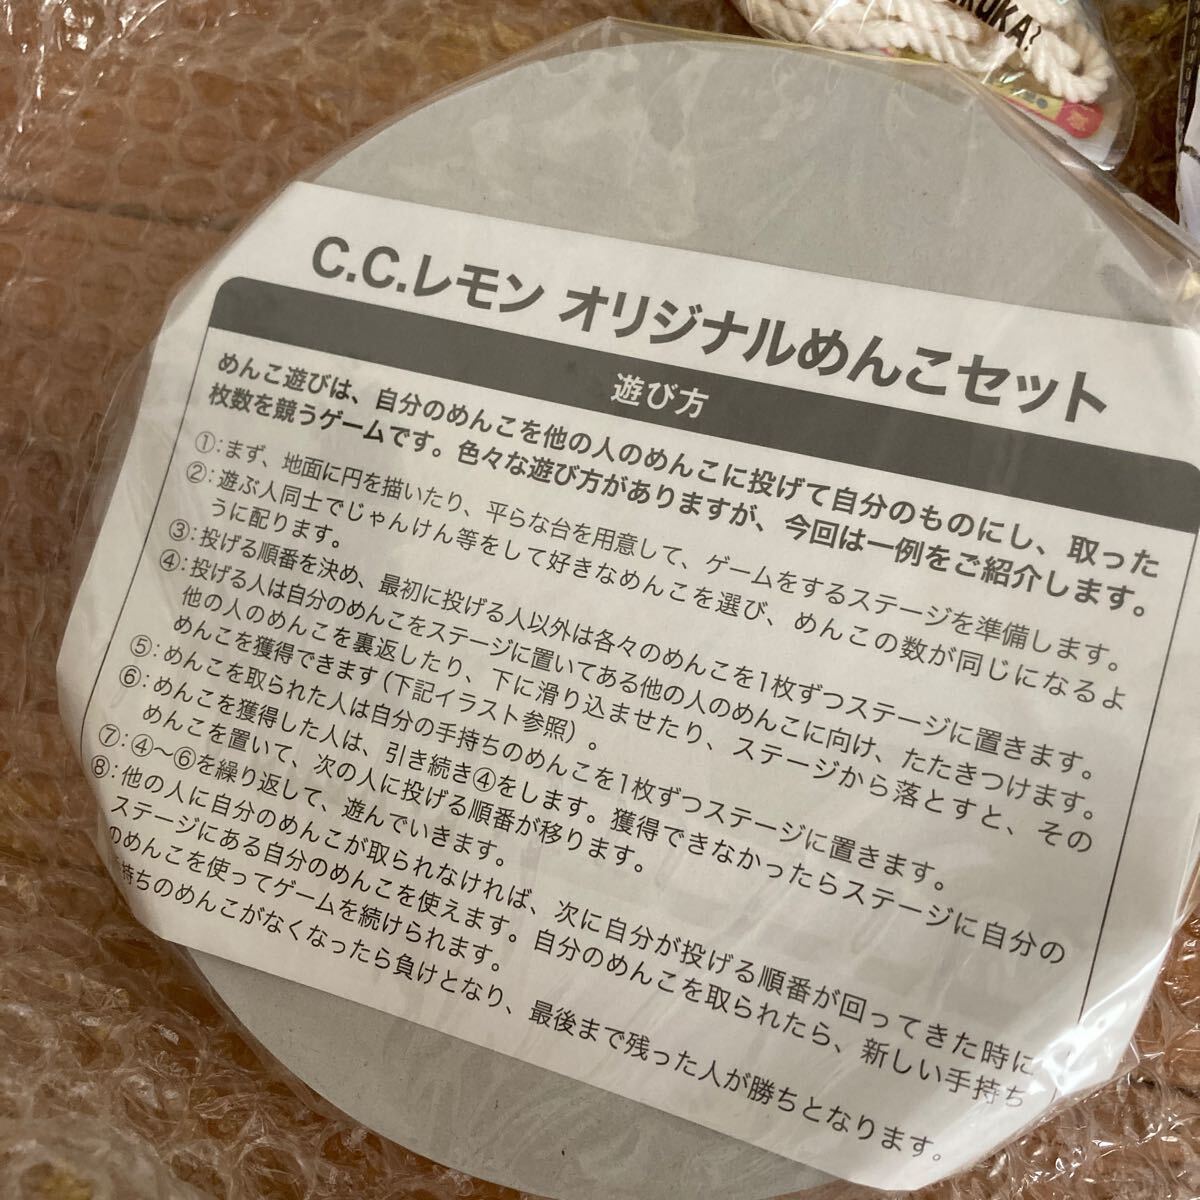 KUKA?
C.C.レモン オリジナルめんこセット
遊び方
めんこ遊びは、自分のめんこを他の人のめんこに投げて自分のものにし、取った
枚数を競うゲームです。色々な遊び方がありますが、今回は一例をご紹介します。
①:まず、地面に円を描いたり、平らな台を用意して、ゲームをするステージを準備します。
②:遊ぶ人同士でじゃんけん等をして好きなめんこを選び、めんこの数が同じになるよ
うに配ります。
③:投げる順番を決め、最初に投げる人以外は各々のめんこを1枚ずつステージに置きます。
④:投げる人は自分のめんこをステージに置いてある他の人のめんこに向け、たたきつけます。
他の人のめんこを裏返したり、下に滑り込ませたり、ステージから落とすと、その
めんこを獲得できます(下記イラスト参照)。
⑤:めんこを取られた人は自分の手持ちのめんこを1枚ずつステージに置きます。
⑥:めんこを獲得した人は、引き続き④をします。獲得できなかったらステージに自分の
めんこを置いて、次の人に投げる順番が移ります。
⑦:④〜⑥を繰り返して、遊んでいきます。
⑧:他の人に自分のめんこが取られなければ、次に自分が投げる順番が回ってきた時に
ステージにある自分のめんこを使えます。自分のめんこを取られたら、新しい手持ち
のめんこを使ってゲームを続けられます。
持ちのめんこがなくなったら負けとなり、最後まで残った人が勝ちとなります。